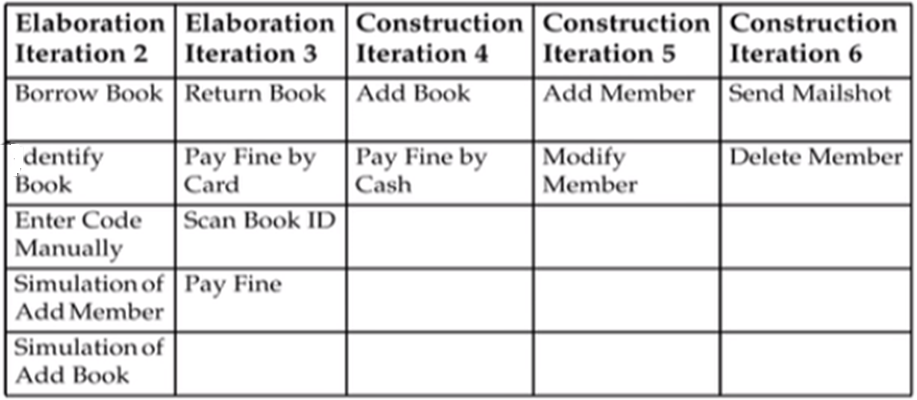 Elaboration Iteration 2
Elaboration Iteration 3
Construction Iteration 4
Construction Iteration 5
Construction Iteration 6
Borrow Book
Return Book
Add Book
Add Member
Send Mailshot
dentify Book
Pay Fine by Card
Pay Fine by Cash
Modify Member
Delete Member
Enter Code Manually
Scan Book ID
Simulation of Add Member
Pay Fine
Simulation of Add Book